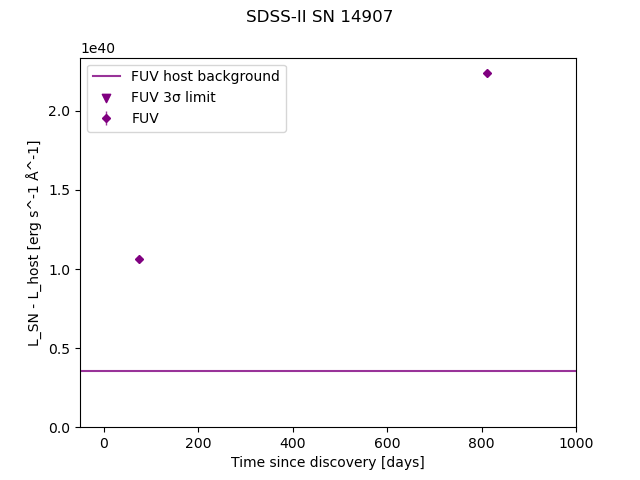 SDSS-II SN 14907
1e40
FUV host background
FUV 3σ limit
FUV
2.0
1.5
1.0
0.5
0.0
L_SN - L_host [erg s^-1 Å^-1]
0 200 400 600 800 1000
Time since discovery [days]